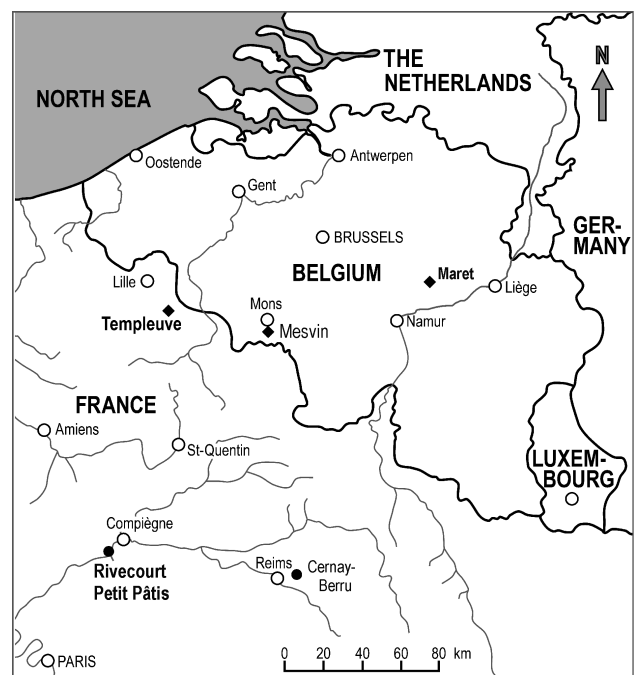 THE
NETHERLANDS
N
NORTH SEA
Oostende
Antwerpen
Gent
BRUSSELS
GER-
MANY
BELGIUM
Maret
Lille
Liège
Mons
Templeuve
Mesvin
Namur
FRANCE
Amiens
St-Quentin
LUXEM-
BOURG
Compiègne
Rivecourt
Petit Pâtis
Reims
Cernay-
Berru
PARIS
0 20 40 60 80 km